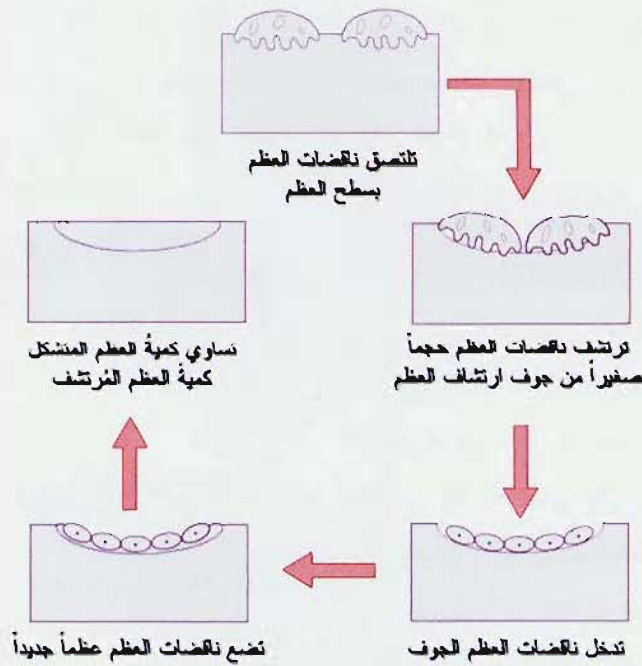 تلتصق ناقضات العظم
بسطح العظم
ترتشف ناقضات العظم حجماً
صغيراً من جوف ارتشاف العظم
تدخل ناقضات العظم الجوف
تضع ناقضات العظم عظماً جديداً
تساوي كمية العظم المتشكل
كمية العظم المُرتشف